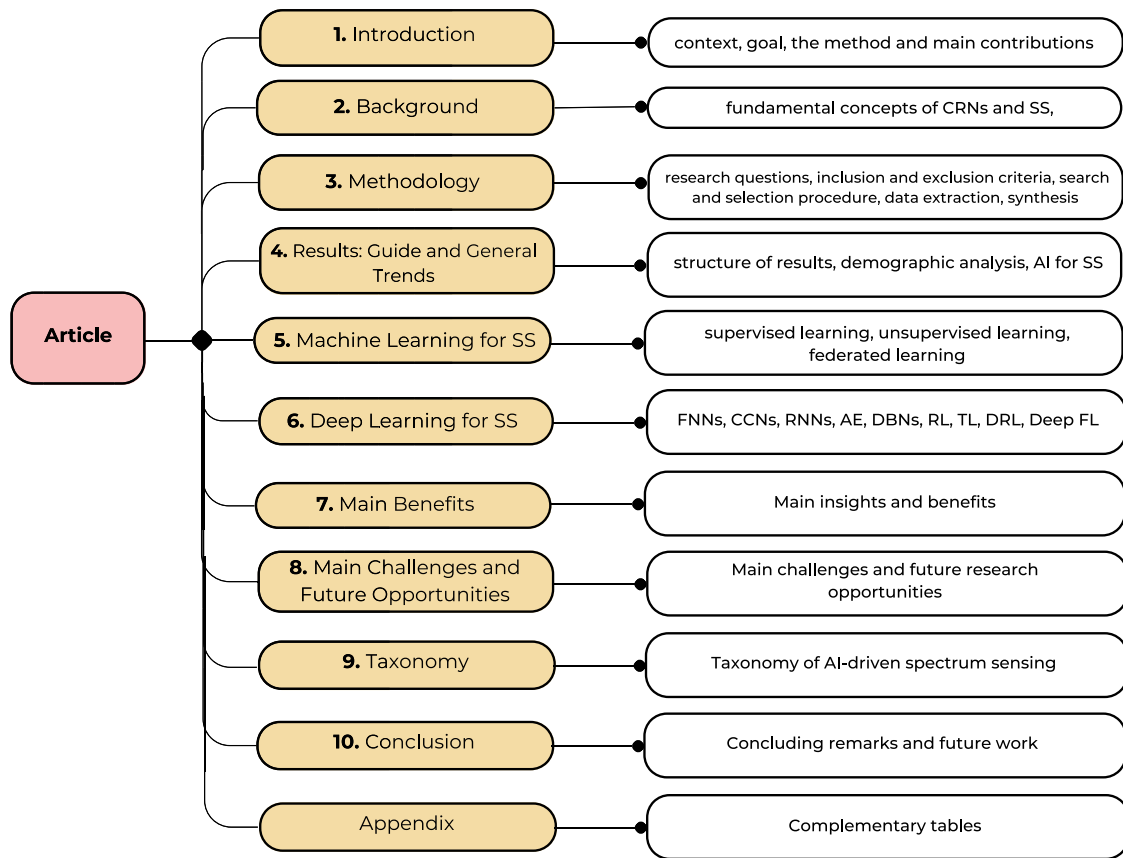 1. Introduction
context, goal, the method and main contributions
2. Background
fundamental concepts of CRNs and SS,
3. Methodology
research questions, inclusion and exclusion criteria, search
and selection procedure, data extraction, synthesis
4. Results: Guide and General
Trends
structure of results, demographic analysis, AI for SS
Article
5. Machine Learning for SS
supervised learning, unsupervised learning,
federated learning
6. Deep Learning for SS
FNNs, CCNs, RNNs, AE, DBNs, RL, TL, DRL, Deep FL
7. Main Benefits
Main insights and benefits
8. Main Challenges and
Future Opportunities
Main challenges and future research
opportunities
9. Taxonomy
Taxonomy of AI-driven spectrum sensing
10. Conclusion
Concluding remarks and future work
Appendix
Complementary tables